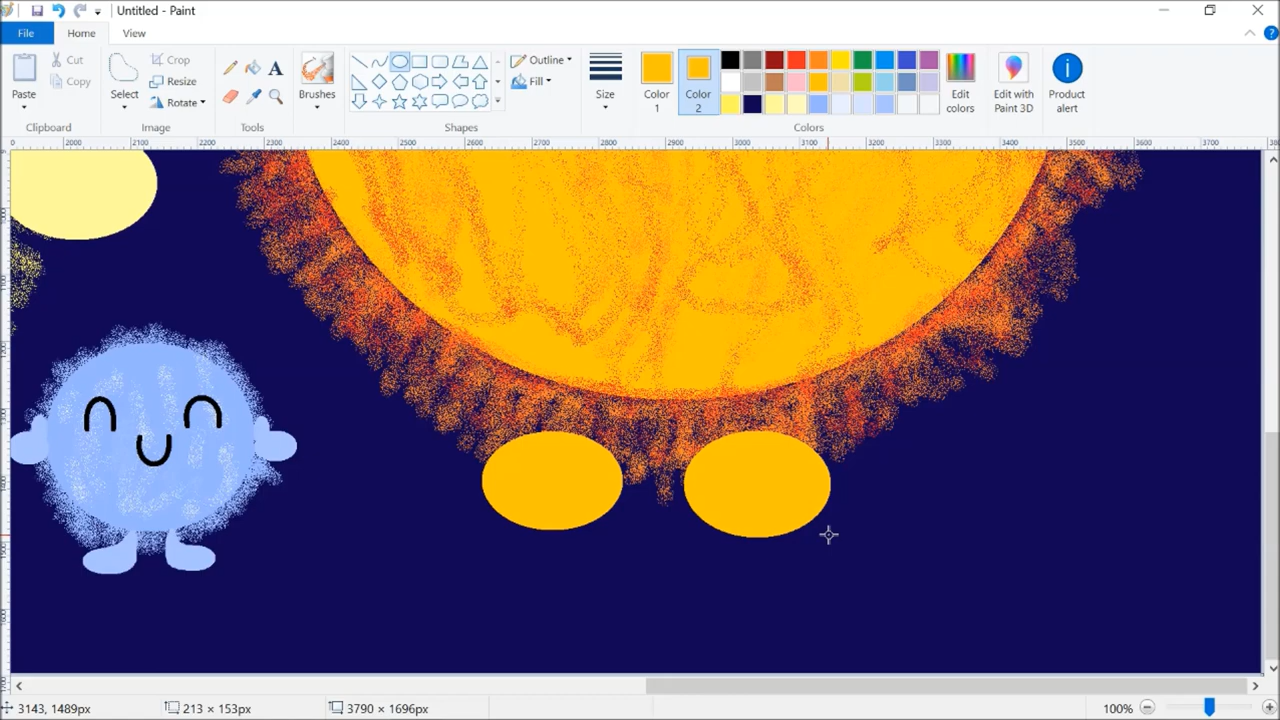 Untitled - Paint
File Home View
Paste
Cut
Copy
Clipboard
Select
Crop
Resize
Rotate
Image
A
Tools
Brushes
Outline
Fill
Shapes
Size
Color 1
Color 2
Edit colors
Colors
Edit with Paint 3D
Product alert
2000 2100 2200 2300 2400 2500 2600 2700 2800 2900 3000 3100 3200 3300 3400 3500 3600 3700
3143, 1489px 213 × 153px 3790 × 1696px 100%